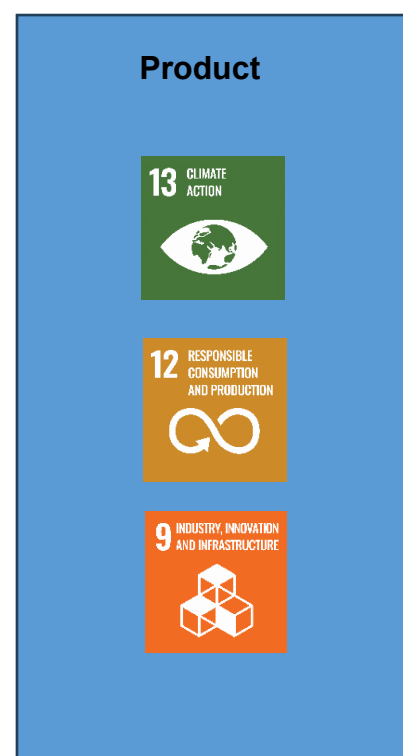 Product
13 CLIMATE
ACTION
12 RESPONSIBLE
CONSUMPTION
AND PRODUCTION
9 INDUSTRY, INNOVATION
AND INFRASTRUCTURE